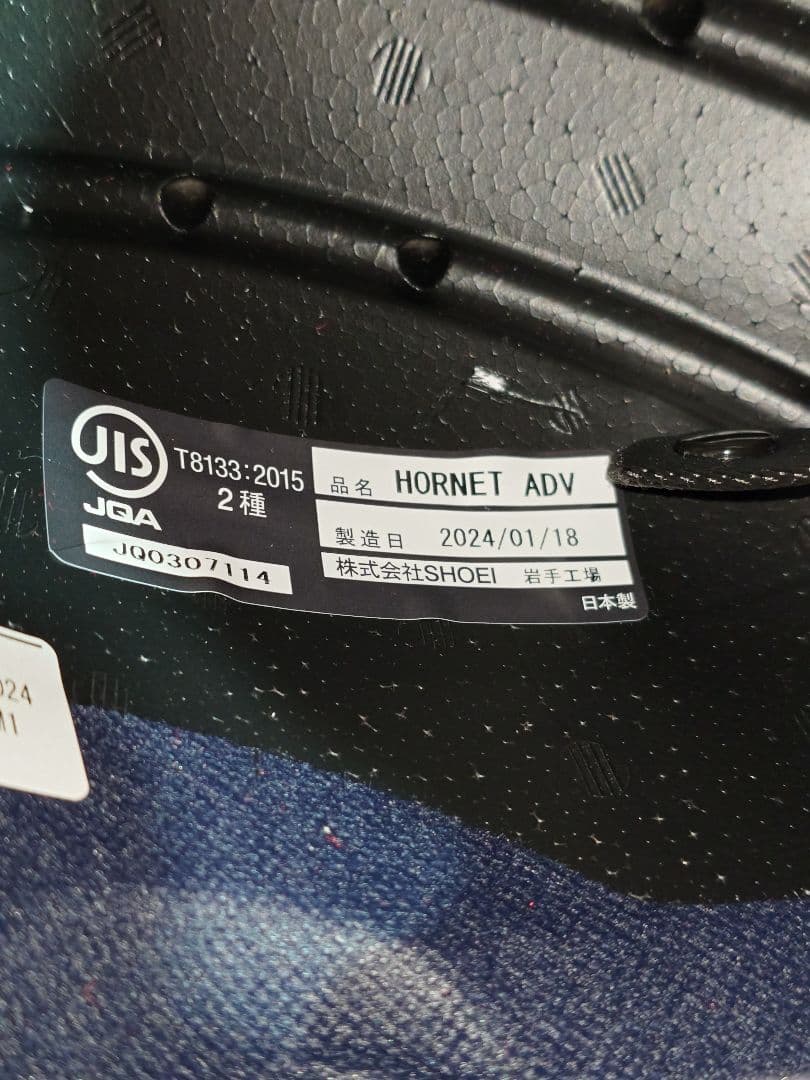 JIS
JQA
T8133:2015
2種
JQ0307114
品名 HORNET ADV
製造日 2024/01/18
株式会社SHOEI 岩手工場
日本製